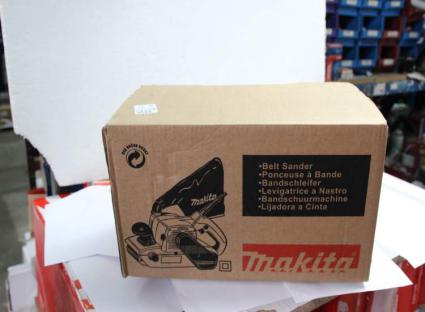 •Belt Sander
•Ponceuse à Bande
•Bandschleifer
•Levigatrice a Nastro
•Bandschuurmachine
•Lijadora a Cinta
makita
makita